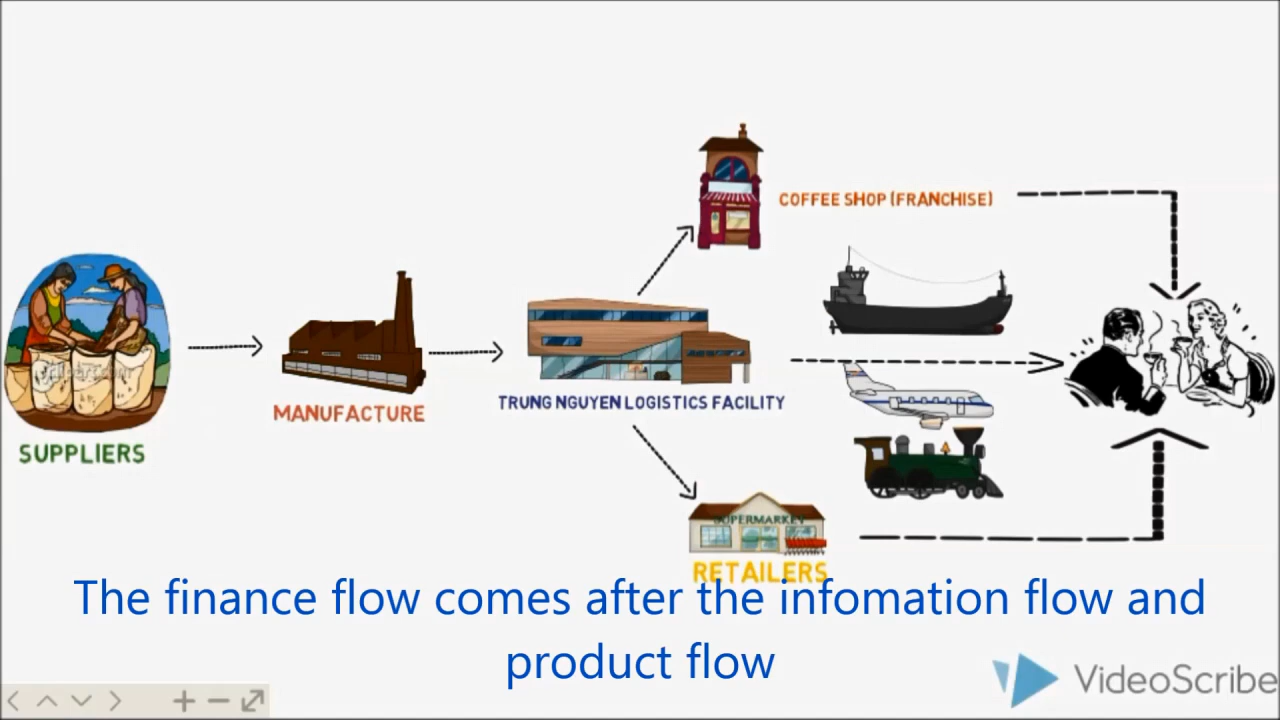 COFFEE SHOP (FRANCHISE)
MANUFACTURE
TRUNG NGUYEN LOGISTICS FACILITY
SUPPLIERS
SUPERMARKET
RETAILERS
The finance flow comes after the infomation flow and
product flow
VideoScribe